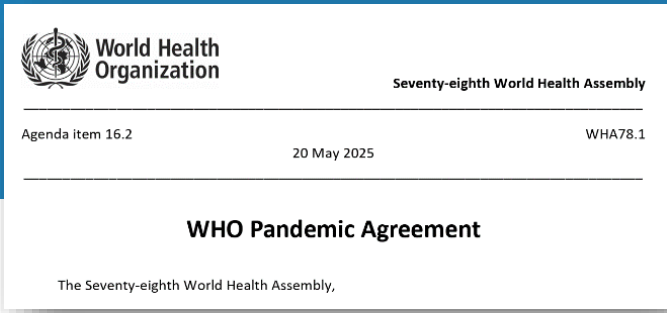 World Health
Organization
Seventy-eighth World Health Assembly
Agenda item 16.2
WHA78.1
20 May 2025
WHO Pandemic Agreement
The Seventy-eighth World Health Assembly,